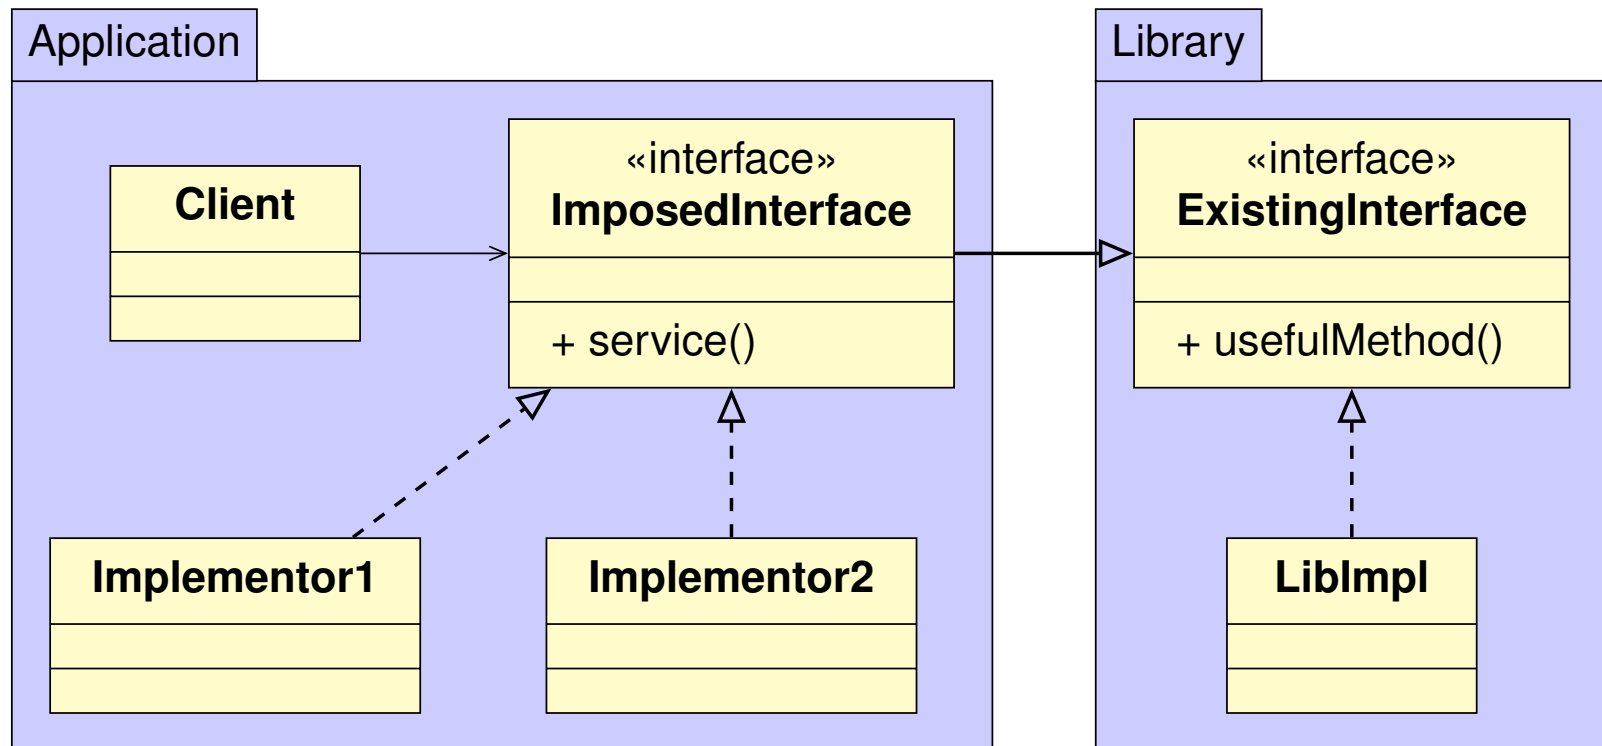 Application
Library
Client
«interface»
ImposedInterface
+ service()
«interface»
ExistingInterface
+ usefulMethod()
Implementor1
Implementor2
LibImpl